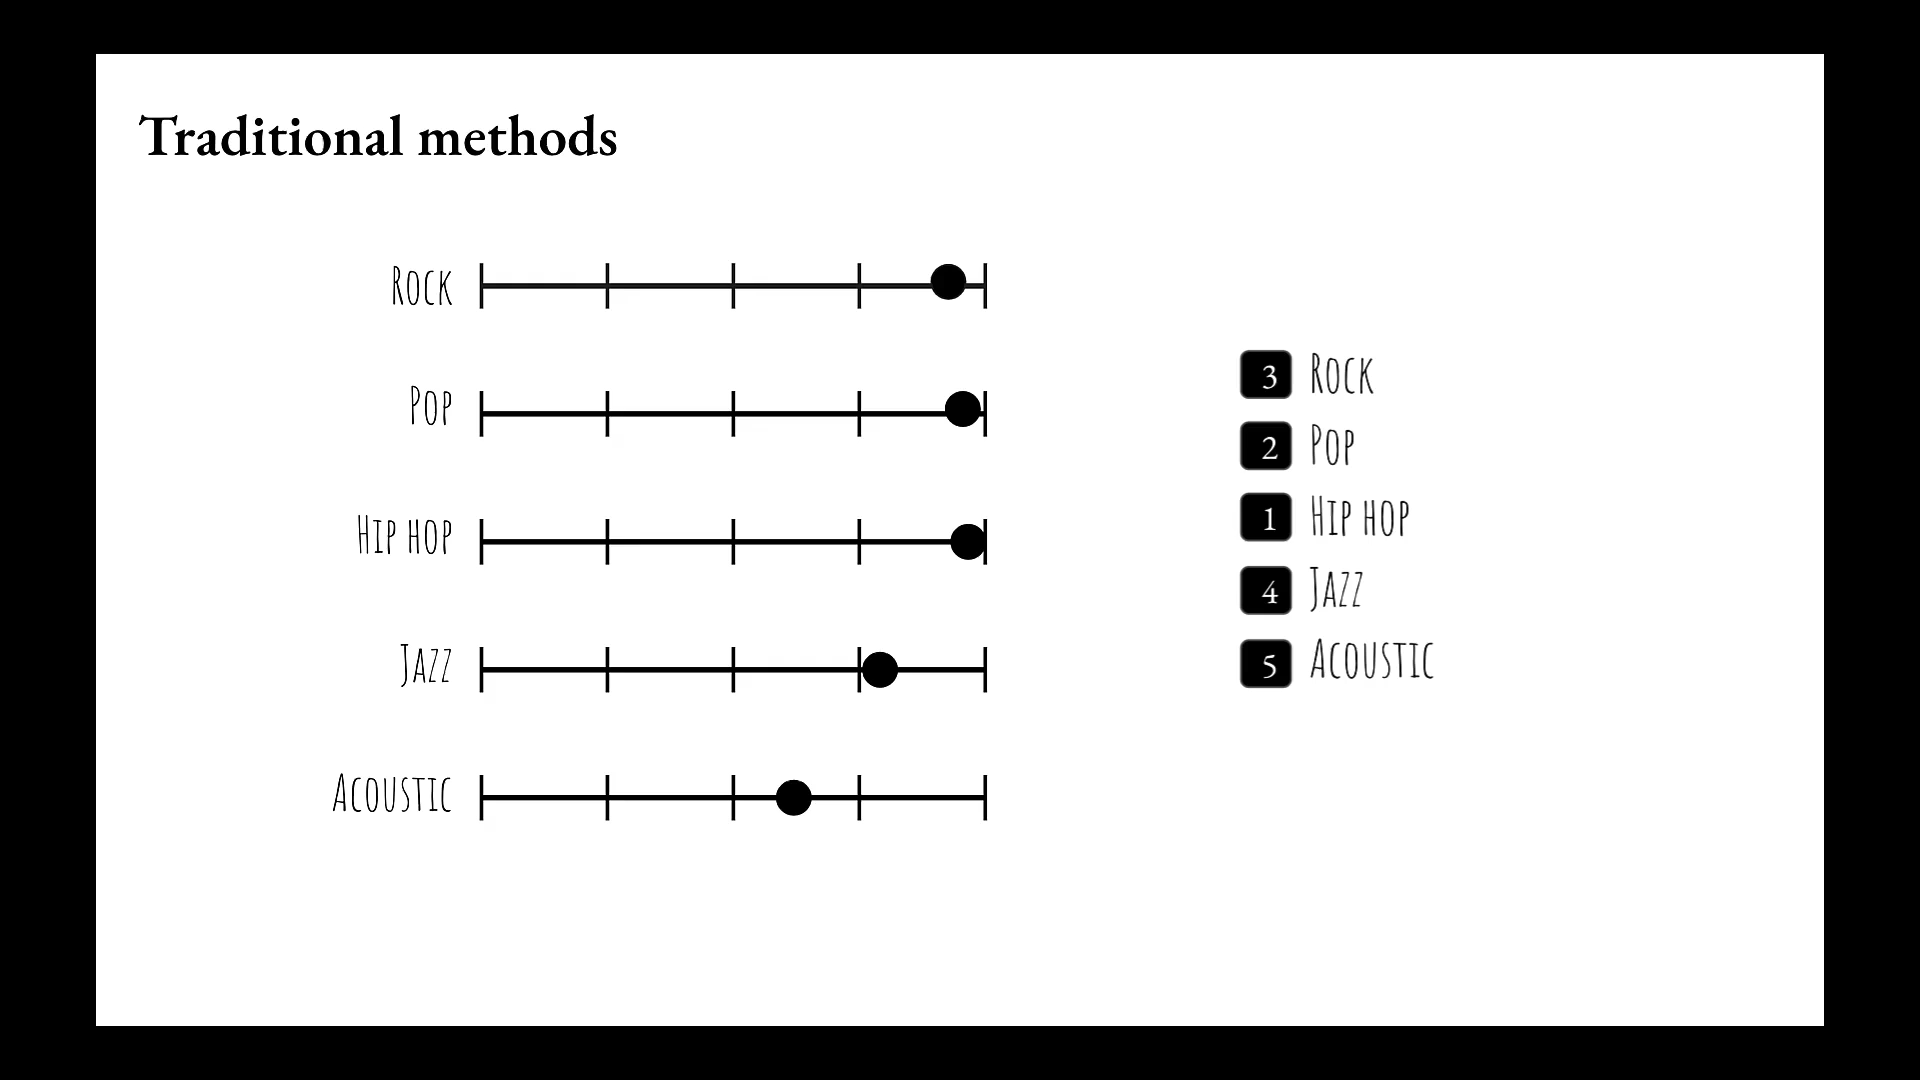 Traditional methods
Rock
Pop
Hip hop
Jazz
Acoustic
3 Rock
2 Pop
1 Hip hop
4 Jazz
5 Acoustic